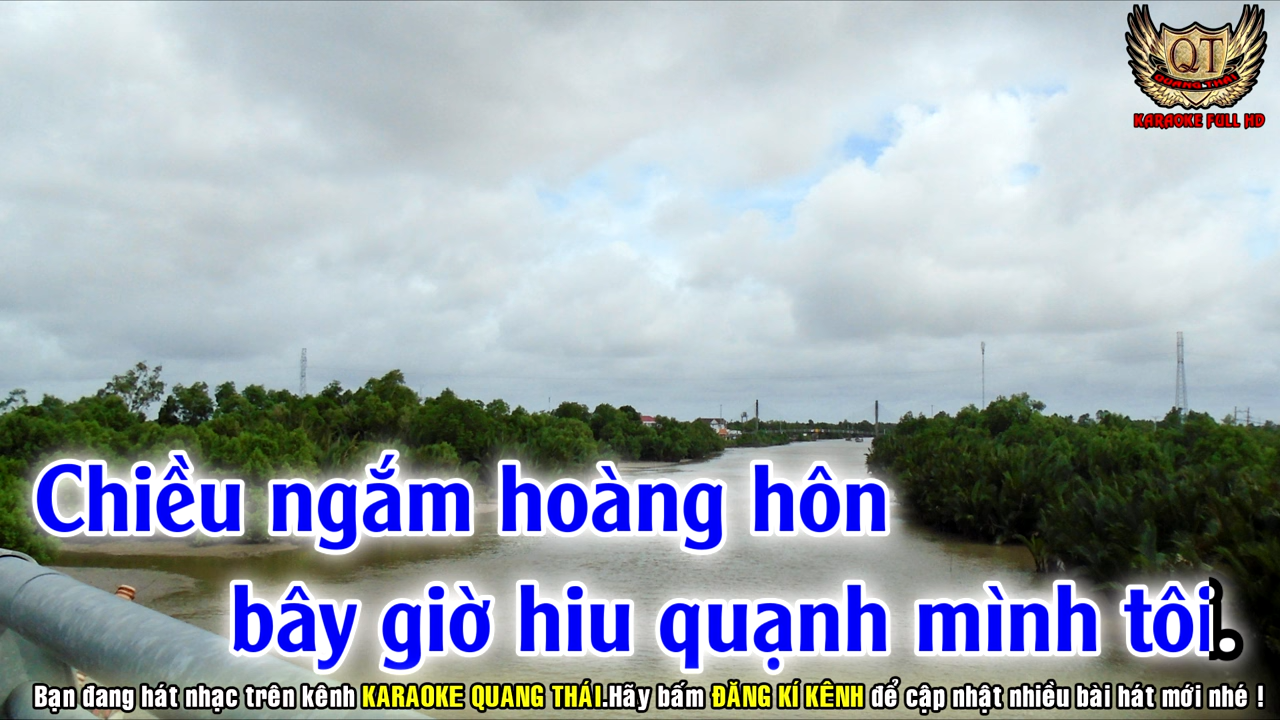 QT
QUANG THÁI
KARAOKE FULL HD
Chiều ngắm hoàng hôn
bây giờ hiu quạnh mình tôi.
Bạn đang hát nhạc trên kênh KARAOKE QUANG THÁI.Hãy bấm ĐĂNG KÍ KÊNH để cập nhật nhiều bài hát mới nhé !